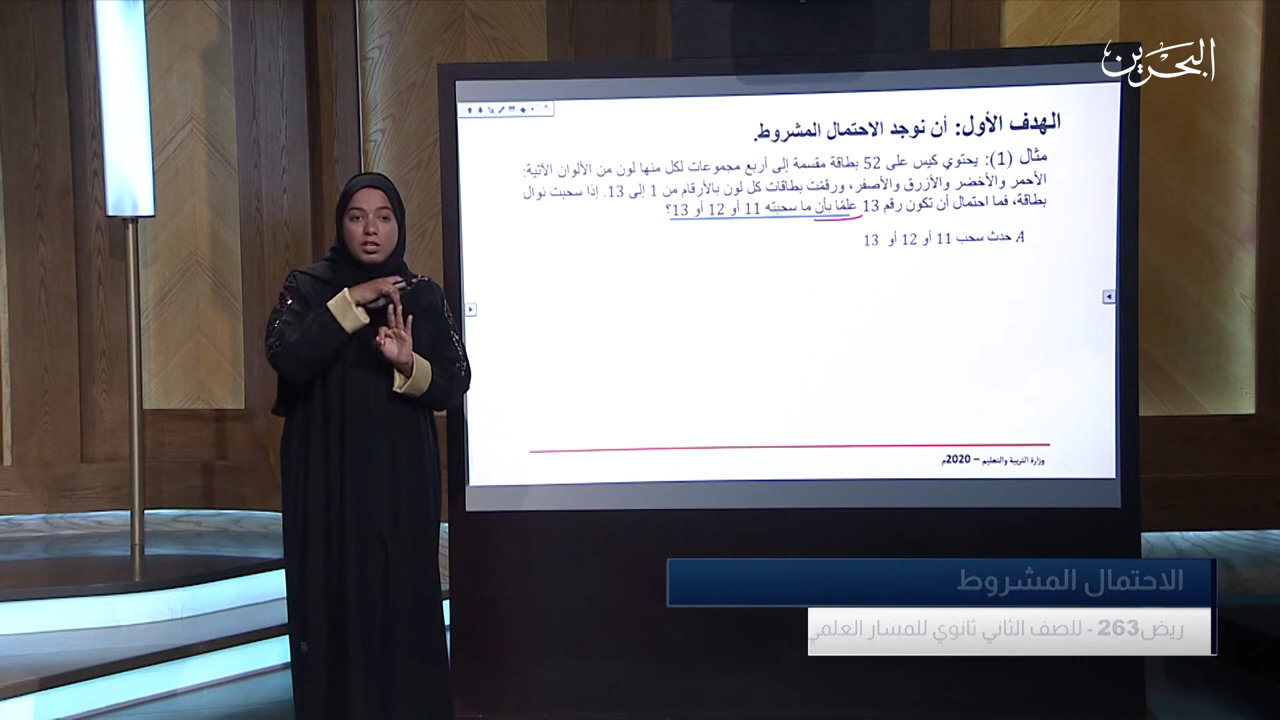 البحرين
الهدف الأول: أن نوجد الاحتمال المشروط.
مثال (1): يحتوي كيس على 52 بطاقة مقسمة إلى أربع مجموعات لكل منها لون من الألوان الآتية:
الأحمر والأخضر والأزرق والأصفر، ورقمّت بطاقات كل لون بالأرقام من 1 إلى 13. إذا سحبت نوال
بطاقة، فما احتمال أن تكون رقم 13 علمًا بأن ما سحبته 11 أو 12 أو 13؟
A حدث سحب 11 أو 12 أو 13
وزارة التربية والتعليم – 2020م
الاحتمال المشروط
ريض263 - للصف الثاني ثانوي للمسار العلمي